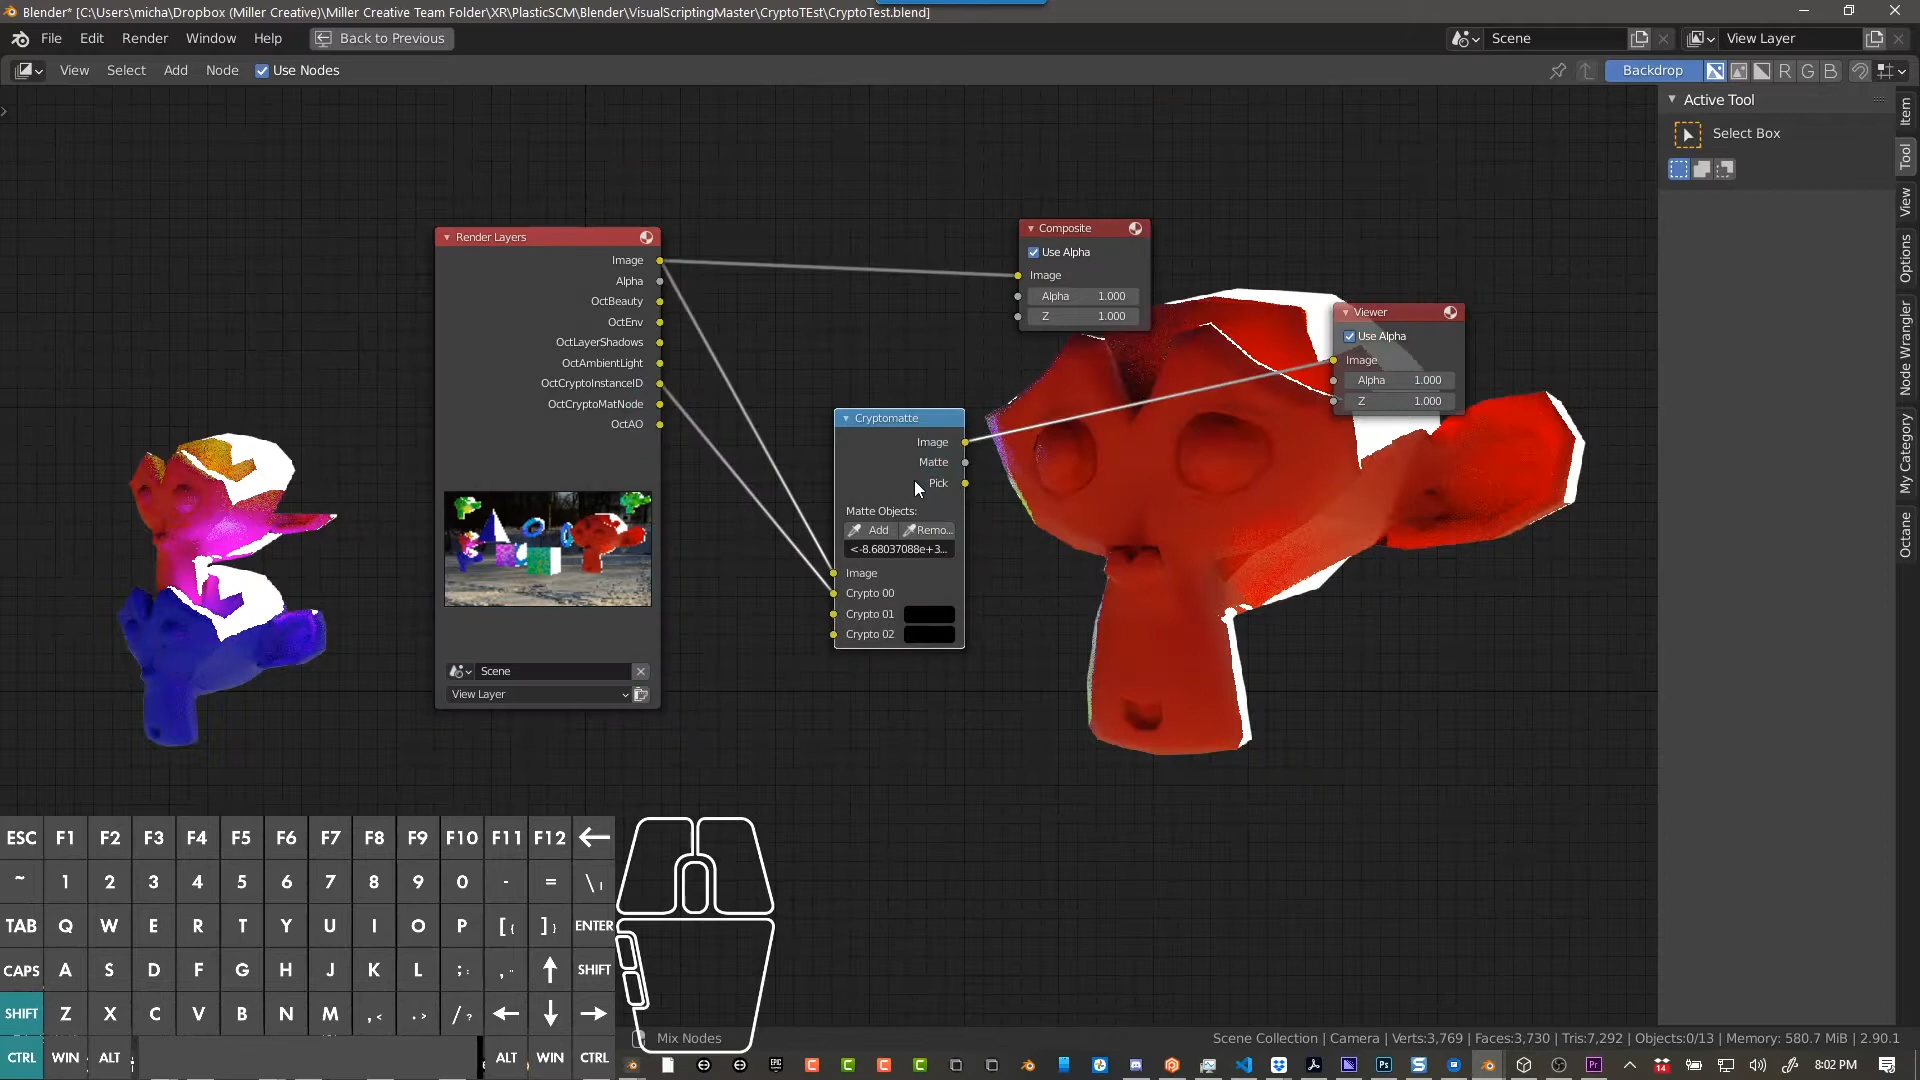 Blender* [C:\Users\micha\Dropbox (Miller Creative)\Miller Creative Team Folder\XR\PlasticSCM\Blender\VisualScriptingMaster\CryptoTEst\CryptoTest.blend]
File Edit Render Window Help Back to Previous Scene View Layer
View Select Add Node Use Nodes Backdrop R G B
Active Tool
Select Box
Item
Tool
View
Options
Node Wrangler
My Category
Octane
Render Layers
Image
Alpha
OctBeauty
OctEnv
OctLayerShadows
OctAmbientLight
OctCryptoInstanceID
OctCryptoMatNode
OctAO
Scene
View Layer
Composite
Use Alpha
Image
Alpha 1.000
Z 1.000
Viewer
Use Alpha
Image
Alpha 1.000
Z 1.000
Cryptomatte
Image
Matte
Pick
Matte Objects:
Add Remo...
<-8.68037088e+3...
Image
Crypto 00
Crypto 01
Crypto 02
ESC F1 F2 F3 F4 F5 F6 F7 F8 F9 F10 F11 F12 ←
~ 1 2 3 4 5 6 7 8 9 0 - = \ |
TAB Q W E R T Y U I O P [ { ] } ENTER
CAPS A S D F G H J K L ; : , " ↑ SHIFT
SHIFT Z X C V B N M , < . > / ? ← ↓ →
CTRL WIN ALT ALT WIN CTRL
Mix Nodes
Scene Collection | Camera | Verts:3,769 | Faces:3,730 | Tris:7,292 | Objects:0/13 | Memory: 580.7 MiB | 2.90.1
14 8:02 PM